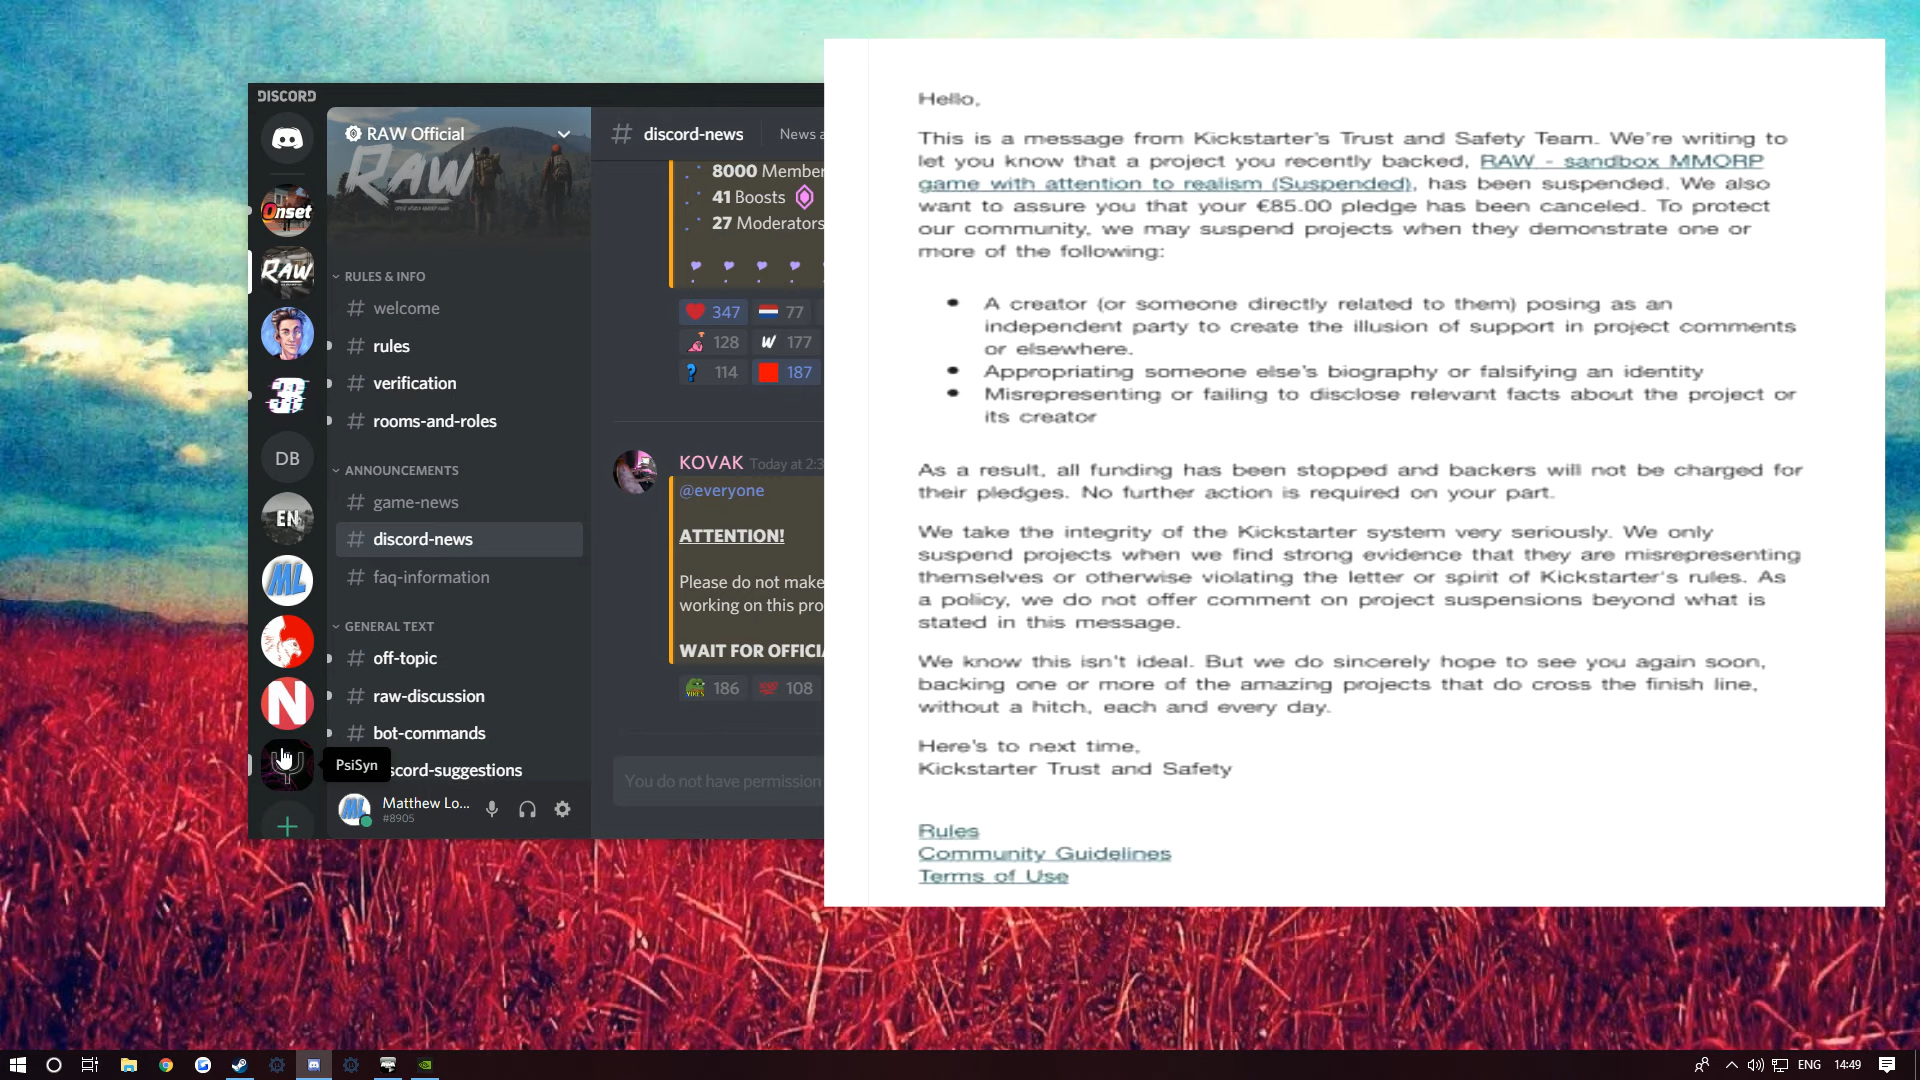 DISCORD
RAW Official
RAW
Onset
RAW
DB
EN
ML
N
PsiSyn
RULES & INFO
# welcome
# rules
# verification
# rooms-and-roles
ANNOUNCEMENTS
# game-news
# discord-news
# faq-information
GENERAL TEXT
# off-topic
# raw-discussion
# bot-commands
scord-suggestions
ML
Matthew Lo...
#8905
# discord-news
News a
8000 Member
41 Boosts
27 Moderators
347
77
128
W 177
? 114
187
KOVAK Today at 2:3
@everyone
ATTENTION!
Please do not make
working on this pro
WAIT FOR OFFICIA
186
108
You do not have permission
Hello,
This is a message from Kickstarter's Trust and Safety Team. We're writing to
let you know that a project you recently backed, RAW - sandbox MMORP
game with attention to realism (Suspended), has been suspended. We also
want to assure you that your €85.00 pledge has been canceled. To protect
our community, we may suspend projects when they demonstrate one or
more of the following:
• A creator (or someone directly related to them) posing as an
independent party to create the illusion of support in project comments
or elsewhere.
• Appropriating someone else's biography or falsifying an identity
• Misrepresenting or failing to disclose relevant facts about the project or
its creator
As a result, all funding has been stopped and backers will not be charged for
their pledges. No further action is required on your part.
We take the integrity of the Kickstarter system very seriously. We only
suspend projects when we find strong evidence that they are misrepresenting
themselves or otherwise violating the letter or spirit of Kickstarter's rules. As
a policy, we do not offer comment on project suspensions beyond what is
stated in this message.
We know this isn't ideal. But we do sincerely hope to see you again soon,
backing one or more of the amazing projects that do cross the finish line,
without a hitch, each and every day.
Here's to next time,
Kickstarter Trust and Safety
Rules
Community Guidelines
Terms of Use
ENG
14:49